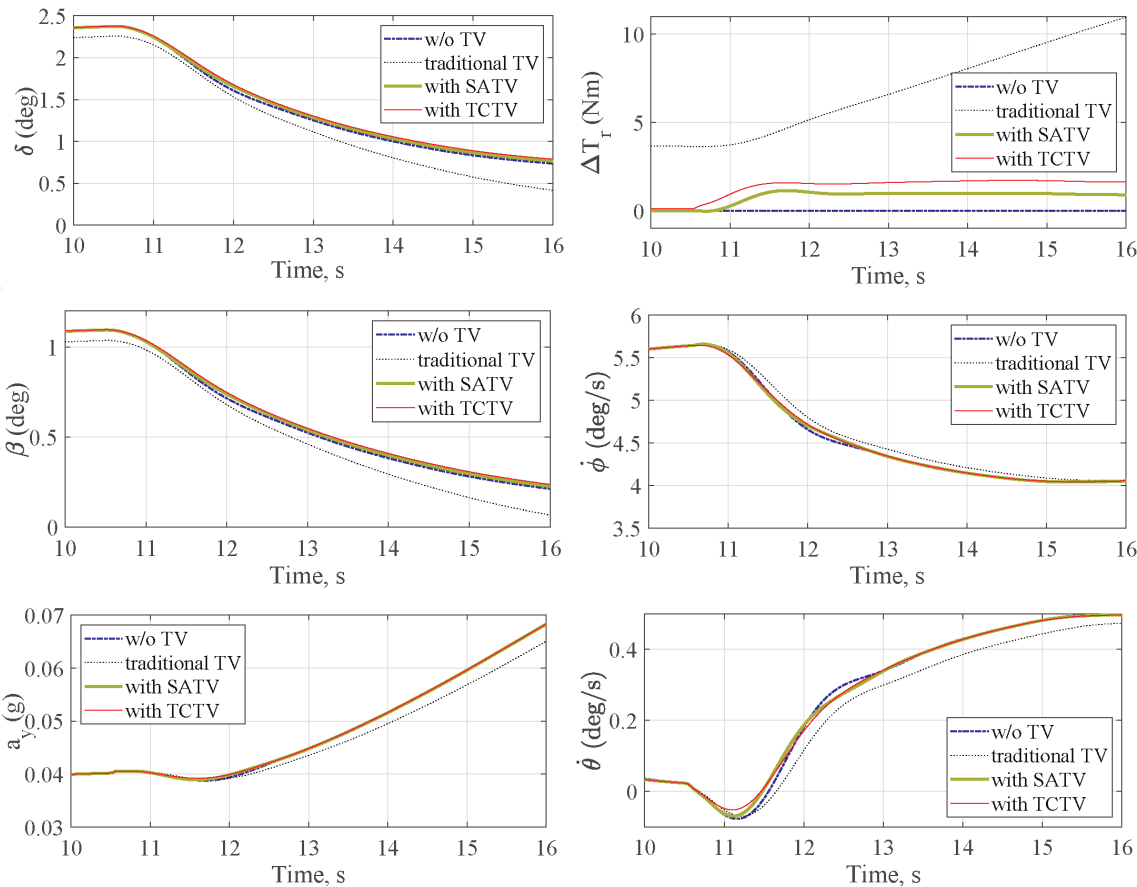 2.5
2
1.5
1
0.5
0
δ (deg)
w/o TV
traditional TV
with SATV
with TCTV
10 11 12 13 14 15 16
Time, s
10
5
0
ΔT_r (Nm)
w/o TV
traditional TV
with SATV
with TCTV
10 11 12 13 14 15 16
Time, s
1
0.5
0
β (deg)
w/o TV
traditional TV
with SATV
with TCTV
10 11 12 13 14 15 16
Time, s
6
5.5
5
4.5
4
3.5
ϕ̇ (deg/s)
w/o TV
traditional TV
with SATV
with TCTV
10 11 12 13 14 15 16
Time, s
0.07
0.06
0.05
0.04
0.03
a_y(g)
w/o TV
traditional TV
with SATV
with TCTV
10 11 12 13 14 15 16
Time, s
0.4
0.2
0
θ̇ (deg/s)
w/o TV
traditional TV
with SATV
with TCTV
10 11 12 13 14 15 16
Time, s